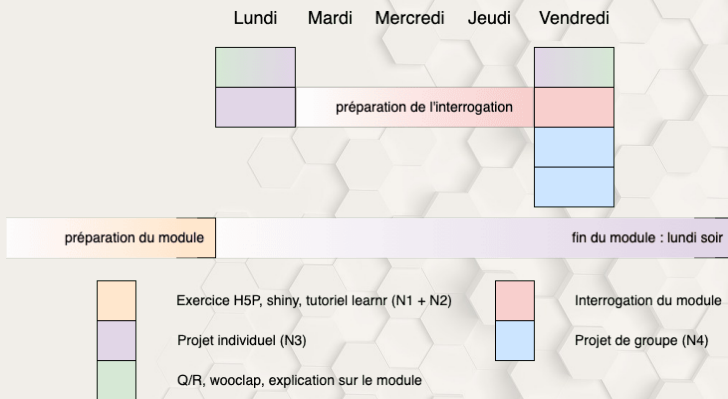 Lundi Mardi Mercredi Jeudi Vendredi
préparation de l'interrogation
préparation du module
fin du module : lundi soir
Exercice H5P, shiny, tutoriel learnr (N1 + N2)
Interrogation du module
Projet individuel (N3)
Projet de groupe (N4)
Q/R, wooclap, explication sur le module